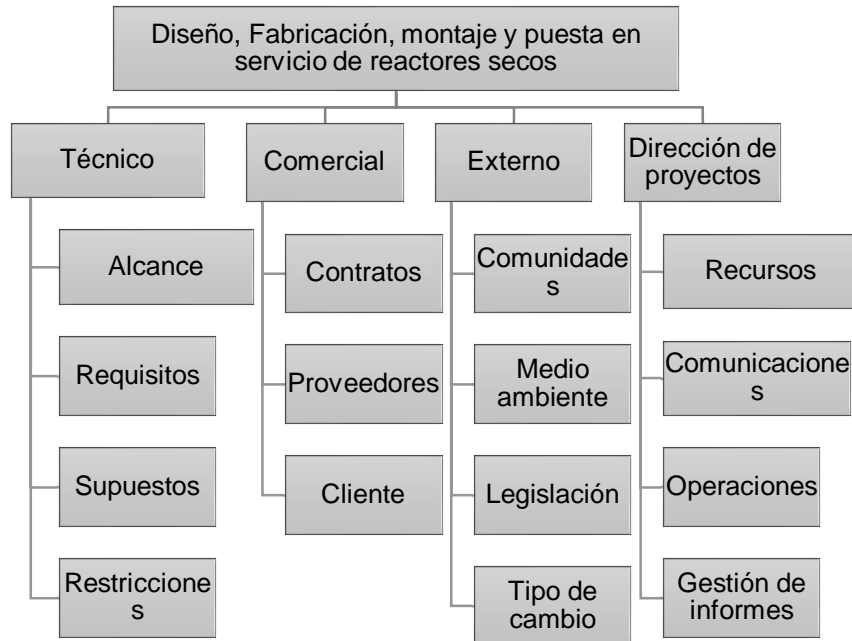 Diseño, Fabricación, montaje y puesta en
servicio de reactores secos
Técnico
Alcance
Requisitos
Supuestos
Restriccione
s
Comercial
Contratos
Proveedores
Cliente
Externo
Comunidade
s
Medio
ambiente
Legislación
Tipo de
cambio
Dirección de
proyectos
Recursos
Comunicacione
s
Operaciones
Gestión de
informes